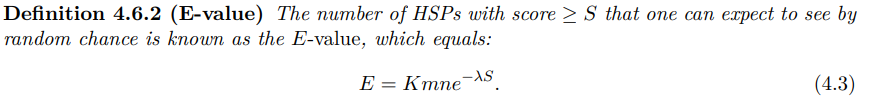 Definition 4.6.2 (E-value) The number of HSPs with score ≥ S that one can expect to see by
random chance is known as the E-value, which equals:
E = Kmne^{−λS}. (4.3)